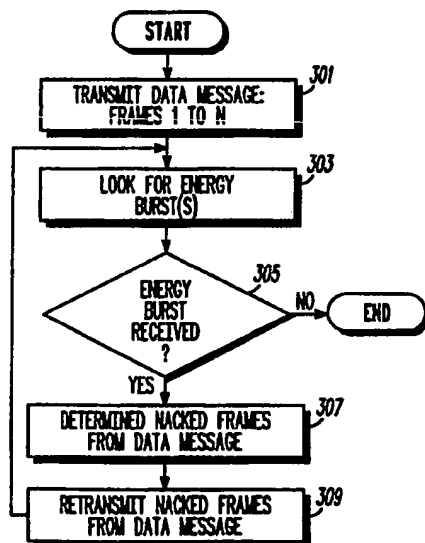 START
301
TRANSMIT DATA MESSAGE:
FRAMES 1 TO N
303
LOOK FOR ENERGY
BURST(S)
305
ENERGY
BURST
RECEIVED
?
NO
END
YES
307
DETERMINED NACKED FRAMES
FROM DATA MESSAGE
309
RETRANSMIT NACKED FRAMES
FROM DATA MESSAGE